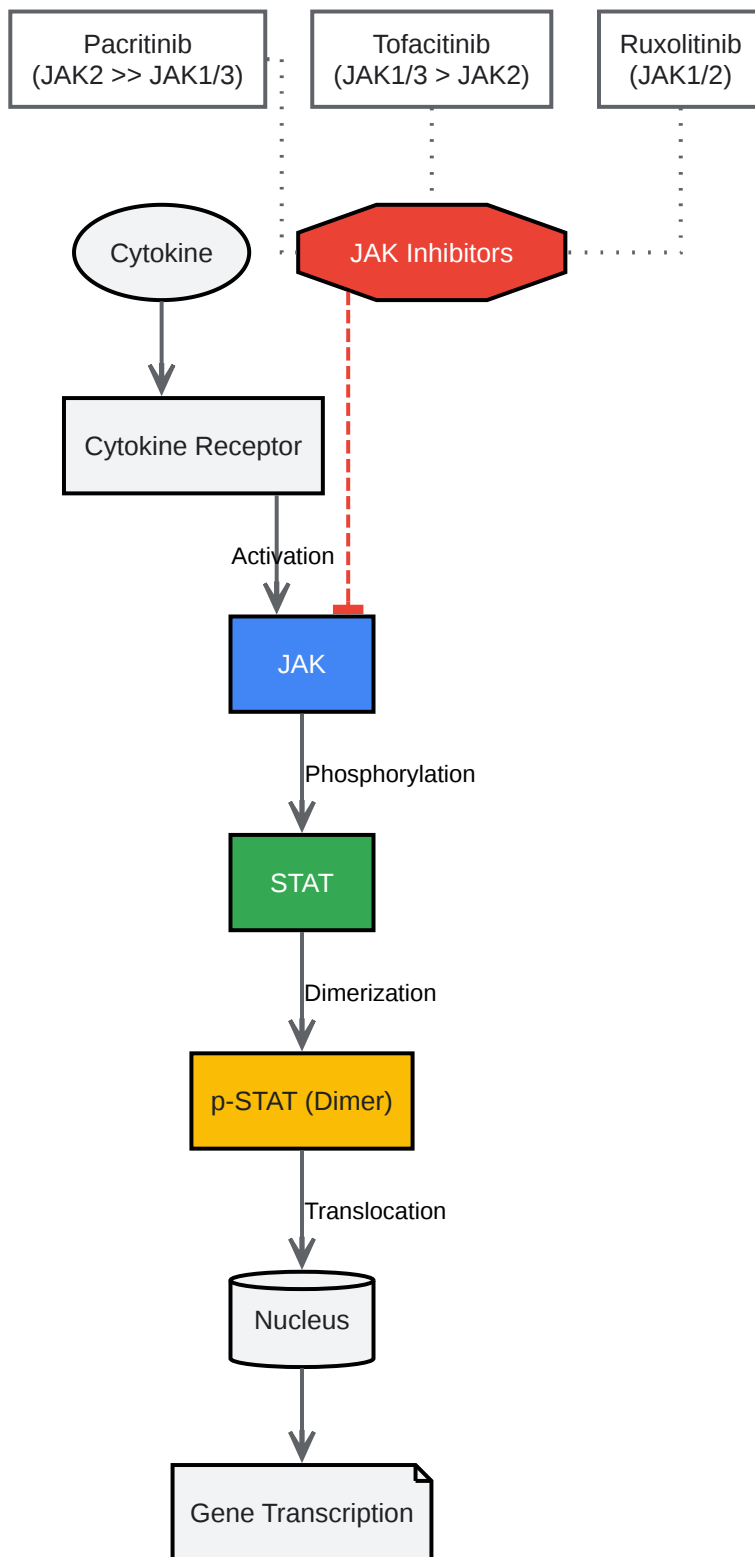 Pacritinib
(JAK2 >> JAK1/3)
Tofacitinib
(JAK1/3 > JAK2)
Ruxolitinib
(JAK1/2)
Cytokine
JAK Inhibitors
Cytokine Receptor
Activation
JAK
Phosphorylation
STAT
Dimerization
p-STAT (Dimer)
Translocation
Nucleus
Gene Transcription